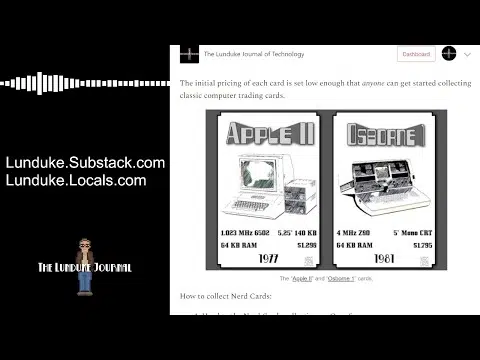 The Lunduke Journal of Technology
Dashboard
The initial pricing of each card is set low enough that anyone can get started collecting
classic computer trading cards.
Lunduke.Substack.com
Lunduke.Locals.com
THE LUNDUKE JOURNAL
APPLE II
1.023 MHz 6502 5.25" 140 KB
64 KB RAM $1,298
1977
OSBORNE 1
4 MHz Z80 5" Mono CRT
64 KB RAM $1,795
1981
The "Apple II" and "Osborne 1" cards.
How to collect Nerd Cards: